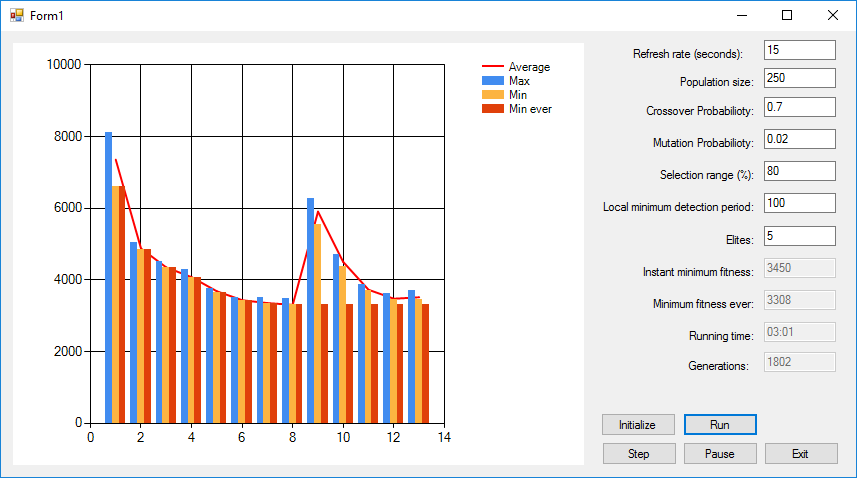 Form1
10000
8000
6000
4000
2000
0
0 2 4 6 8 10 12 14
Average
Max
Min
Min ever
Refresh rate (seconds): 15
Population size: 250
Crossover Probabilioty: 0.7
Mutation Probabilioty: 0.02
Selection range (%): 80
Local minimum detection period: 100
Elites: 5
Instant minimum fitness: 3450
Minimum fitness ever: 3308
Running time: 03:01
Generations: 1802
Initialize Run
Step Pause Exit